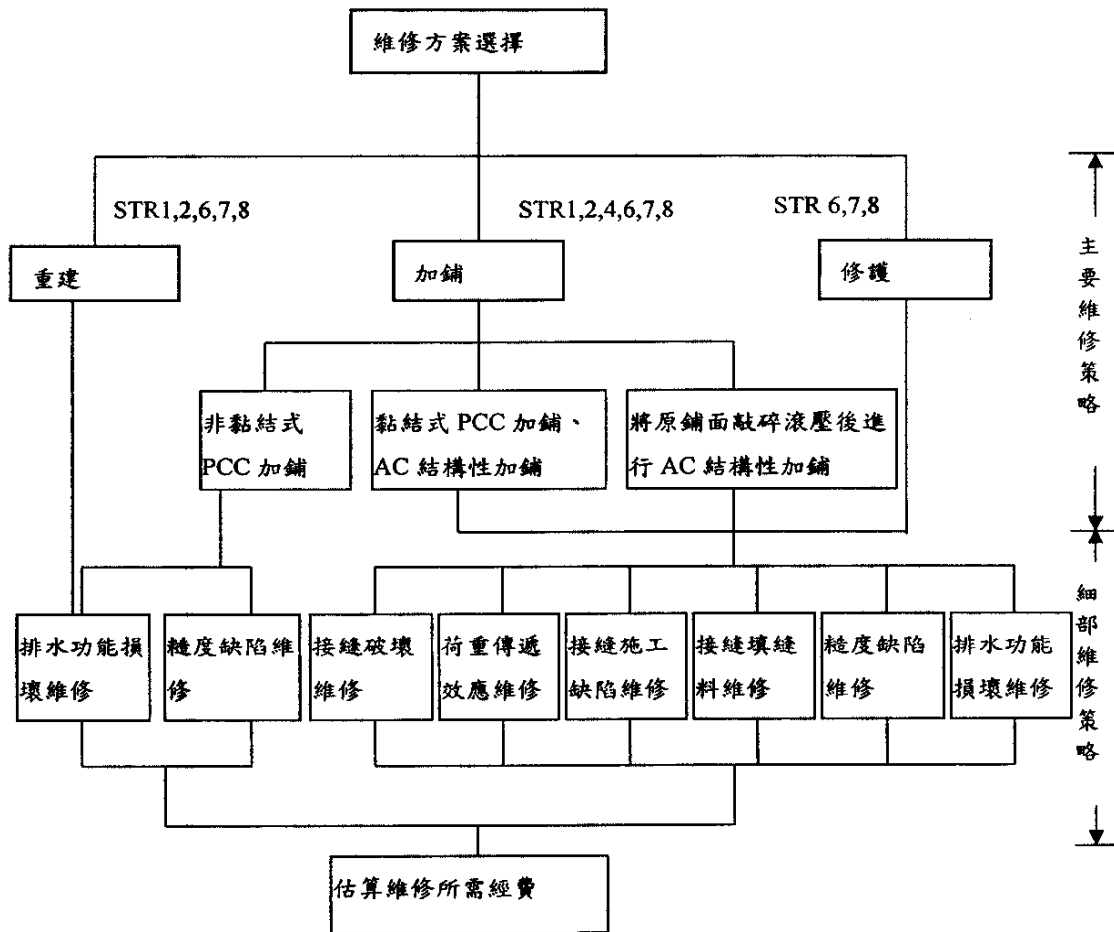 維修方案選擇
STR1,2,6,7,8
STR1,2,4,6,7,8
STR 6,7,8
重建
加鋪
修護
主要維修策略
非黏結式
PCC 加鋪
黏結式 PCC 加鋪、
AC 結構性加鋪
將原鋪面敲碎滾壓後進
行 AC 結構性加鋪
排水功能損
壞維修
糙度缺陷維
修
接縫破壞
維修
荷重傳遞
效應維修
接縫施工
缺陷維修
接縫填縫
料維修
糙度缺陷
維修
排水功能
損壞維修
細部維修策略
估算維修所需經費